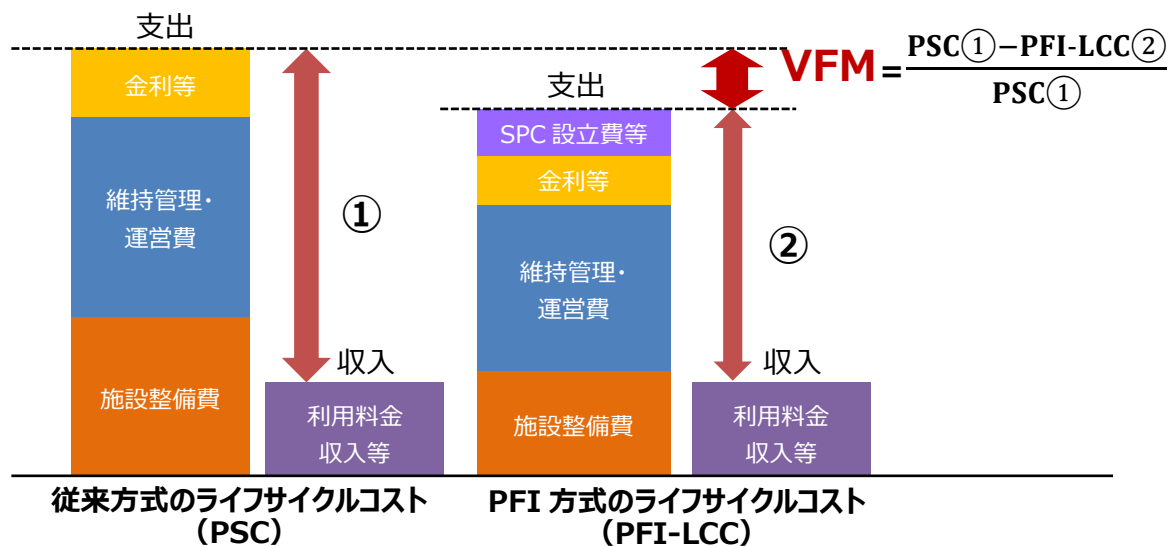 支出
金利等
維持管理・
運営費
施設整備費
①
収入
利用料金
収入等
従来方式のライフサイクルコスト
（PSC）
支出
SPC 設立費等
金利等
維持管理・
運営費
施設整備費
②
収入
利用料金
収入等
PFI 方式のライフサイクルコスト
（PFI-LCC）
VFM = PSC①−PFI-LCC②
PSC①